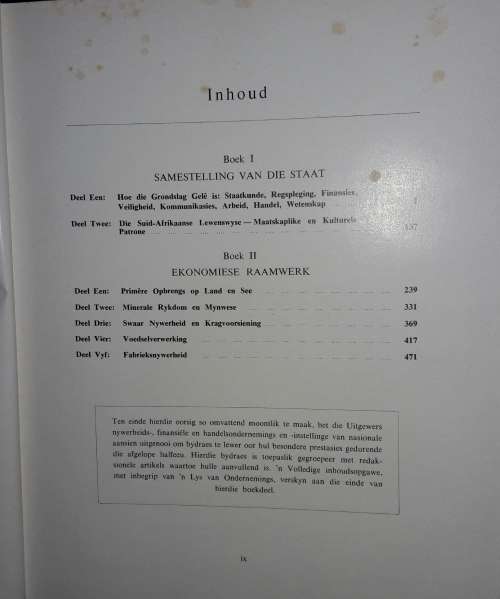 Inhoud
Boek I
SAMESTELLING VAN DIE STAAT
Deel Een: Hoe die Grondslag Gelê is: Staatkunde, Regspleging, Finansies,
Veiligheid, Kommunikasies, Arbeid, Handel, Wetenskap 1
Deel Twee: Die Suid-Afrikaanse Lewenswyse — Maatskaplike en Kulturele
Patrone 137
Boek II
EKONOMIESE RAAMWERK
Deel Een: Primêre Opbrengs op Land en See 239
Deel Twee: Minerale Rykdom en Mynwese 331
Deel Drie: Swaar Nywerheid en Kragvoorsiening 369
Deel Vier: Voedselverwerking 417
Deel Vyf: Fabrieksnywerheid 471
Ten einde hierdie oorsig so omvattend moontlik te maak, het die Uitgewers
nywerheids-, finansiële en handelsondernemings en -instellinge van nasionale
aansien uitgenooi om bydraes te lewer oor hul besondere prestasies gedurende
die afgelope halfeeu. Hierdie bydraes is toepaslik gegroepeer met redak-
sionele artikels waartoe hulle aanvullend is. 'n Volledige inhoudsopgawe,
met inbegrip van 'n Lys van Ondernemings, verskyn aan die einde van
hierdie boekdeel.
ix